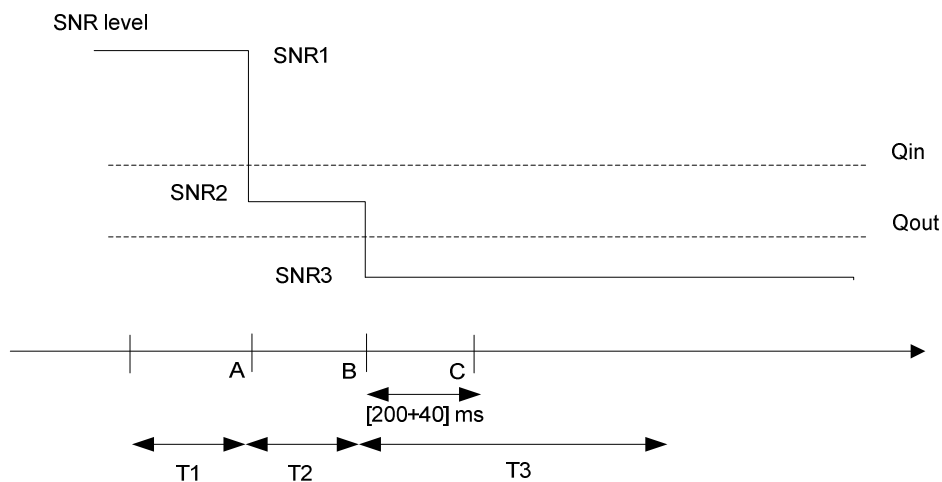 SNR level
SNR1
Qin
SNR2
Qout
SNR3
A
B
C
[200+40] ms
T1
T2
T3